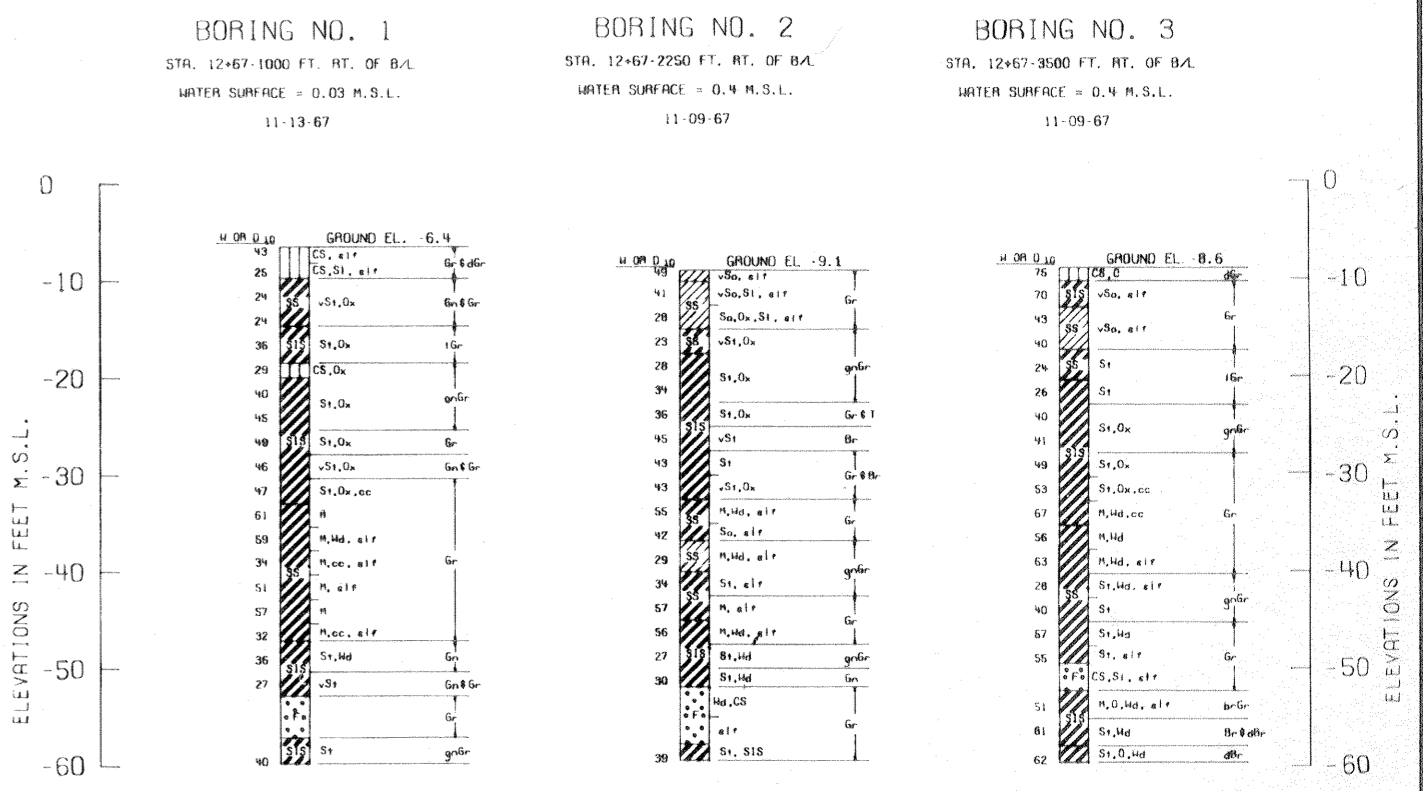 BORING NO. 1
STA. 12+67-1000 FT. RT. OF B/L
WATER SURFACE = 0.03 M.S.L.
11-13-67
BORING NO. 2
STA. 12+67-2250 FT. RT. OF B/L
WATER SURFACE = 0.4 M.S.L.
11-09-67
BORING NO. 3
STA. 12+67-3500 FT. RT. OF B/L
WATER SURFACE = 0.4 M.S.L.
11-09-67
ELEVATIONS IN FEET M.S.L.
0
-10
-20
-30
-40
-50
-60
W OR D10 GROUND EL. -6.4
43 CS, slf
Gr & dGr
25 CS,Sl, slf
24
SS vSt,Ox Gn & Gr
24
36 SIS St,Ox lGr
29 CS,Ox
40
St,Ox gnGr
45
49 SIS St,Ox Gr
46 vSt,Ox Gn & Gr
47 St,Ox,cc
61 M
59 M,Wd, slf
34 M,cc, slf Gr
SS
51 M, slf
57 M
32 M,cc, slf
36 St,Wd Gn
SIS
27 vSt Gn & Gr
F Gr
SIS St gnGr
40
W OR D10 GROUND EL -9.1
49 vSo, slf
41 vSo,Sl, slf
SS Gr
28 So,Ox,Sl, slf
23 SS vSt,Ox
28 gnGr
St,Ox
34
36 St,Ox Gr & T
SIS
45 vSt Br
43 St
Gr & Br
43 vSt,Ox
55 M,Wd, slf
SS Gr
42 So, slf
29 SS M,Wd, slf
gnGr
34 St, slf
SS
57 M, slf
Gr
56 M,Wd, slf
27 SIS St,Wd gnGr
30 St,Wd Gn
Wd,CS
F Gr
slf
39 St, SIS
W OR D10 GROUND EL -8.6
75 CS,O dGr
70 SIS vSo, slf
43 Gr
SS vSo, slf
40
24 SS St
lGr
26 St
40
St,Ox gnGr
41
SIS
49 St,Ox
53 St,Ox,cc
67 M,Wd,cc Gr
56 M,Wd
63 M,Wd, slf
28 St,Wd, slf
SS gnGr
40 St
57 St,Wd
55 St, slf Gr
F CS,Sl, slf
51 M,O,Wd, slf brGr
SIS
81 St,Wd Br & dBr
62 St,O,Wd dBr
0
-10
-20
-30
-40
-50
-60
ELEVATIONS IN FEET M.S.L.